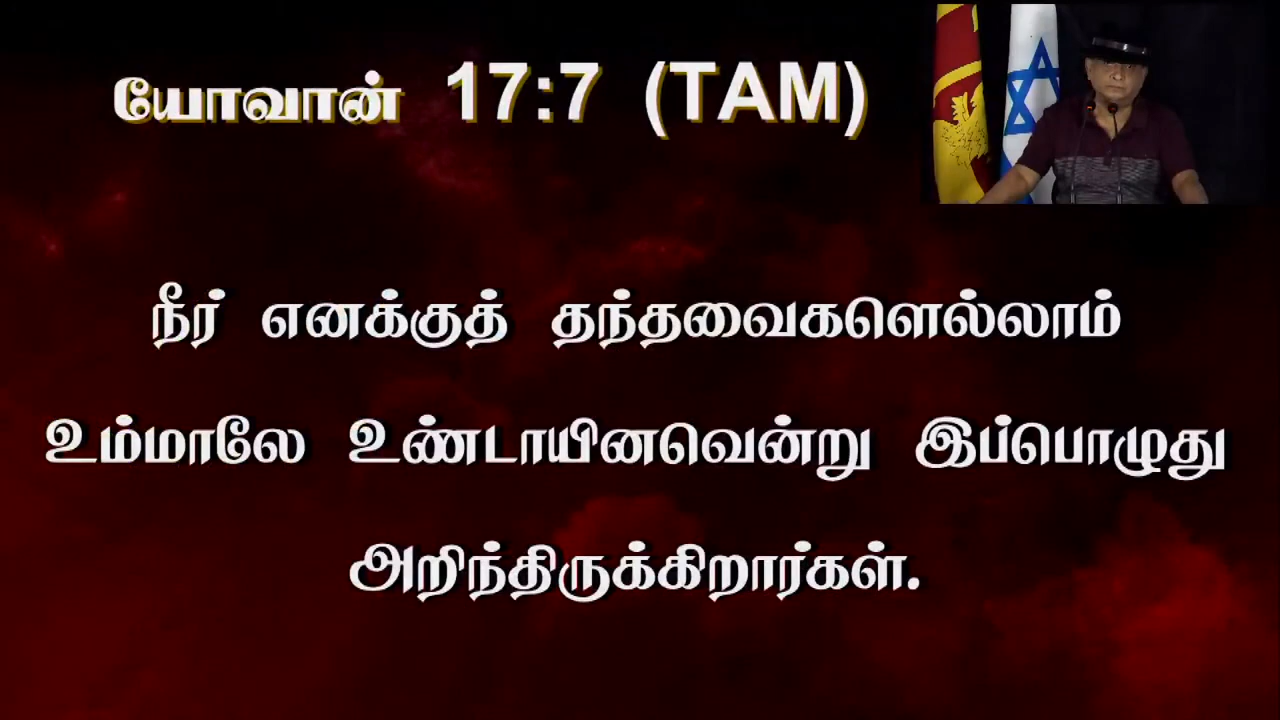 யோவான் 17:7 (TAM)
நீர் எனக்குத் தந்தவைகளெல்லாம்
உம்மாலே உண்டாயினவென்று இப்பொழுது
அறிந்திருக்கிறார்கள்.